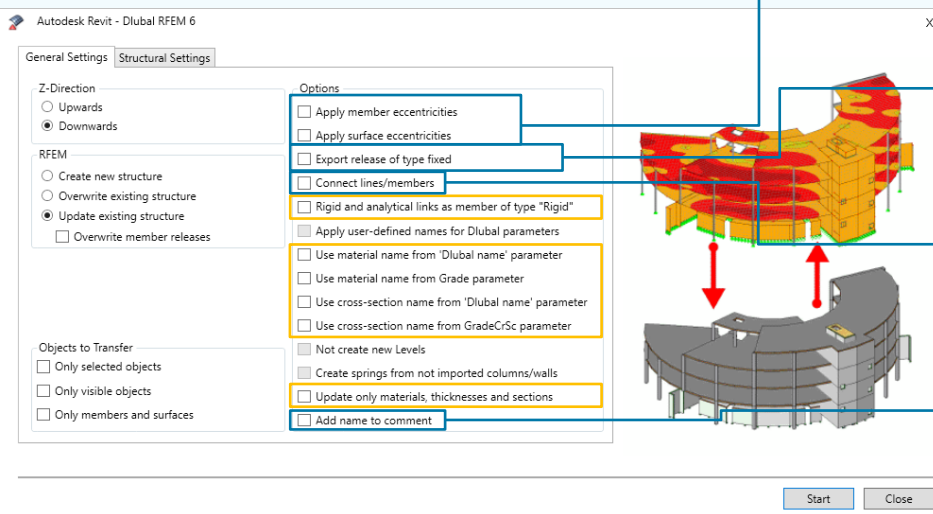 Autodesk Revit - Dlubal RFEM 6
X
General Settings
Structural Settings
Z-Direction
Upwards
Downwards
RFEM
Create new structure
Overwrite existing structure
Update existing structure
Overwrite member releases
Objects to Transfer
Only selected objects
Only visible objects
Only members and surfaces
Options
Apply member eccentricities
Apply surface eccentricities
Export release of type fixed
Connect lines/members
Rigid and analytical links as member of type "Rigid"
Apply user-defined names for Dlubal parameters
Use material name from 'Dlubal name' parameter
Use material name from Grade parameter
Use cross-section name from 'Dlubal name' parameter
Use cross-section name from GradeCrSc parameter
Not create new Levels
Create springs from not imported columns/walls
Update only materials, thicknesses and sections
Add name to comment
Start
Close